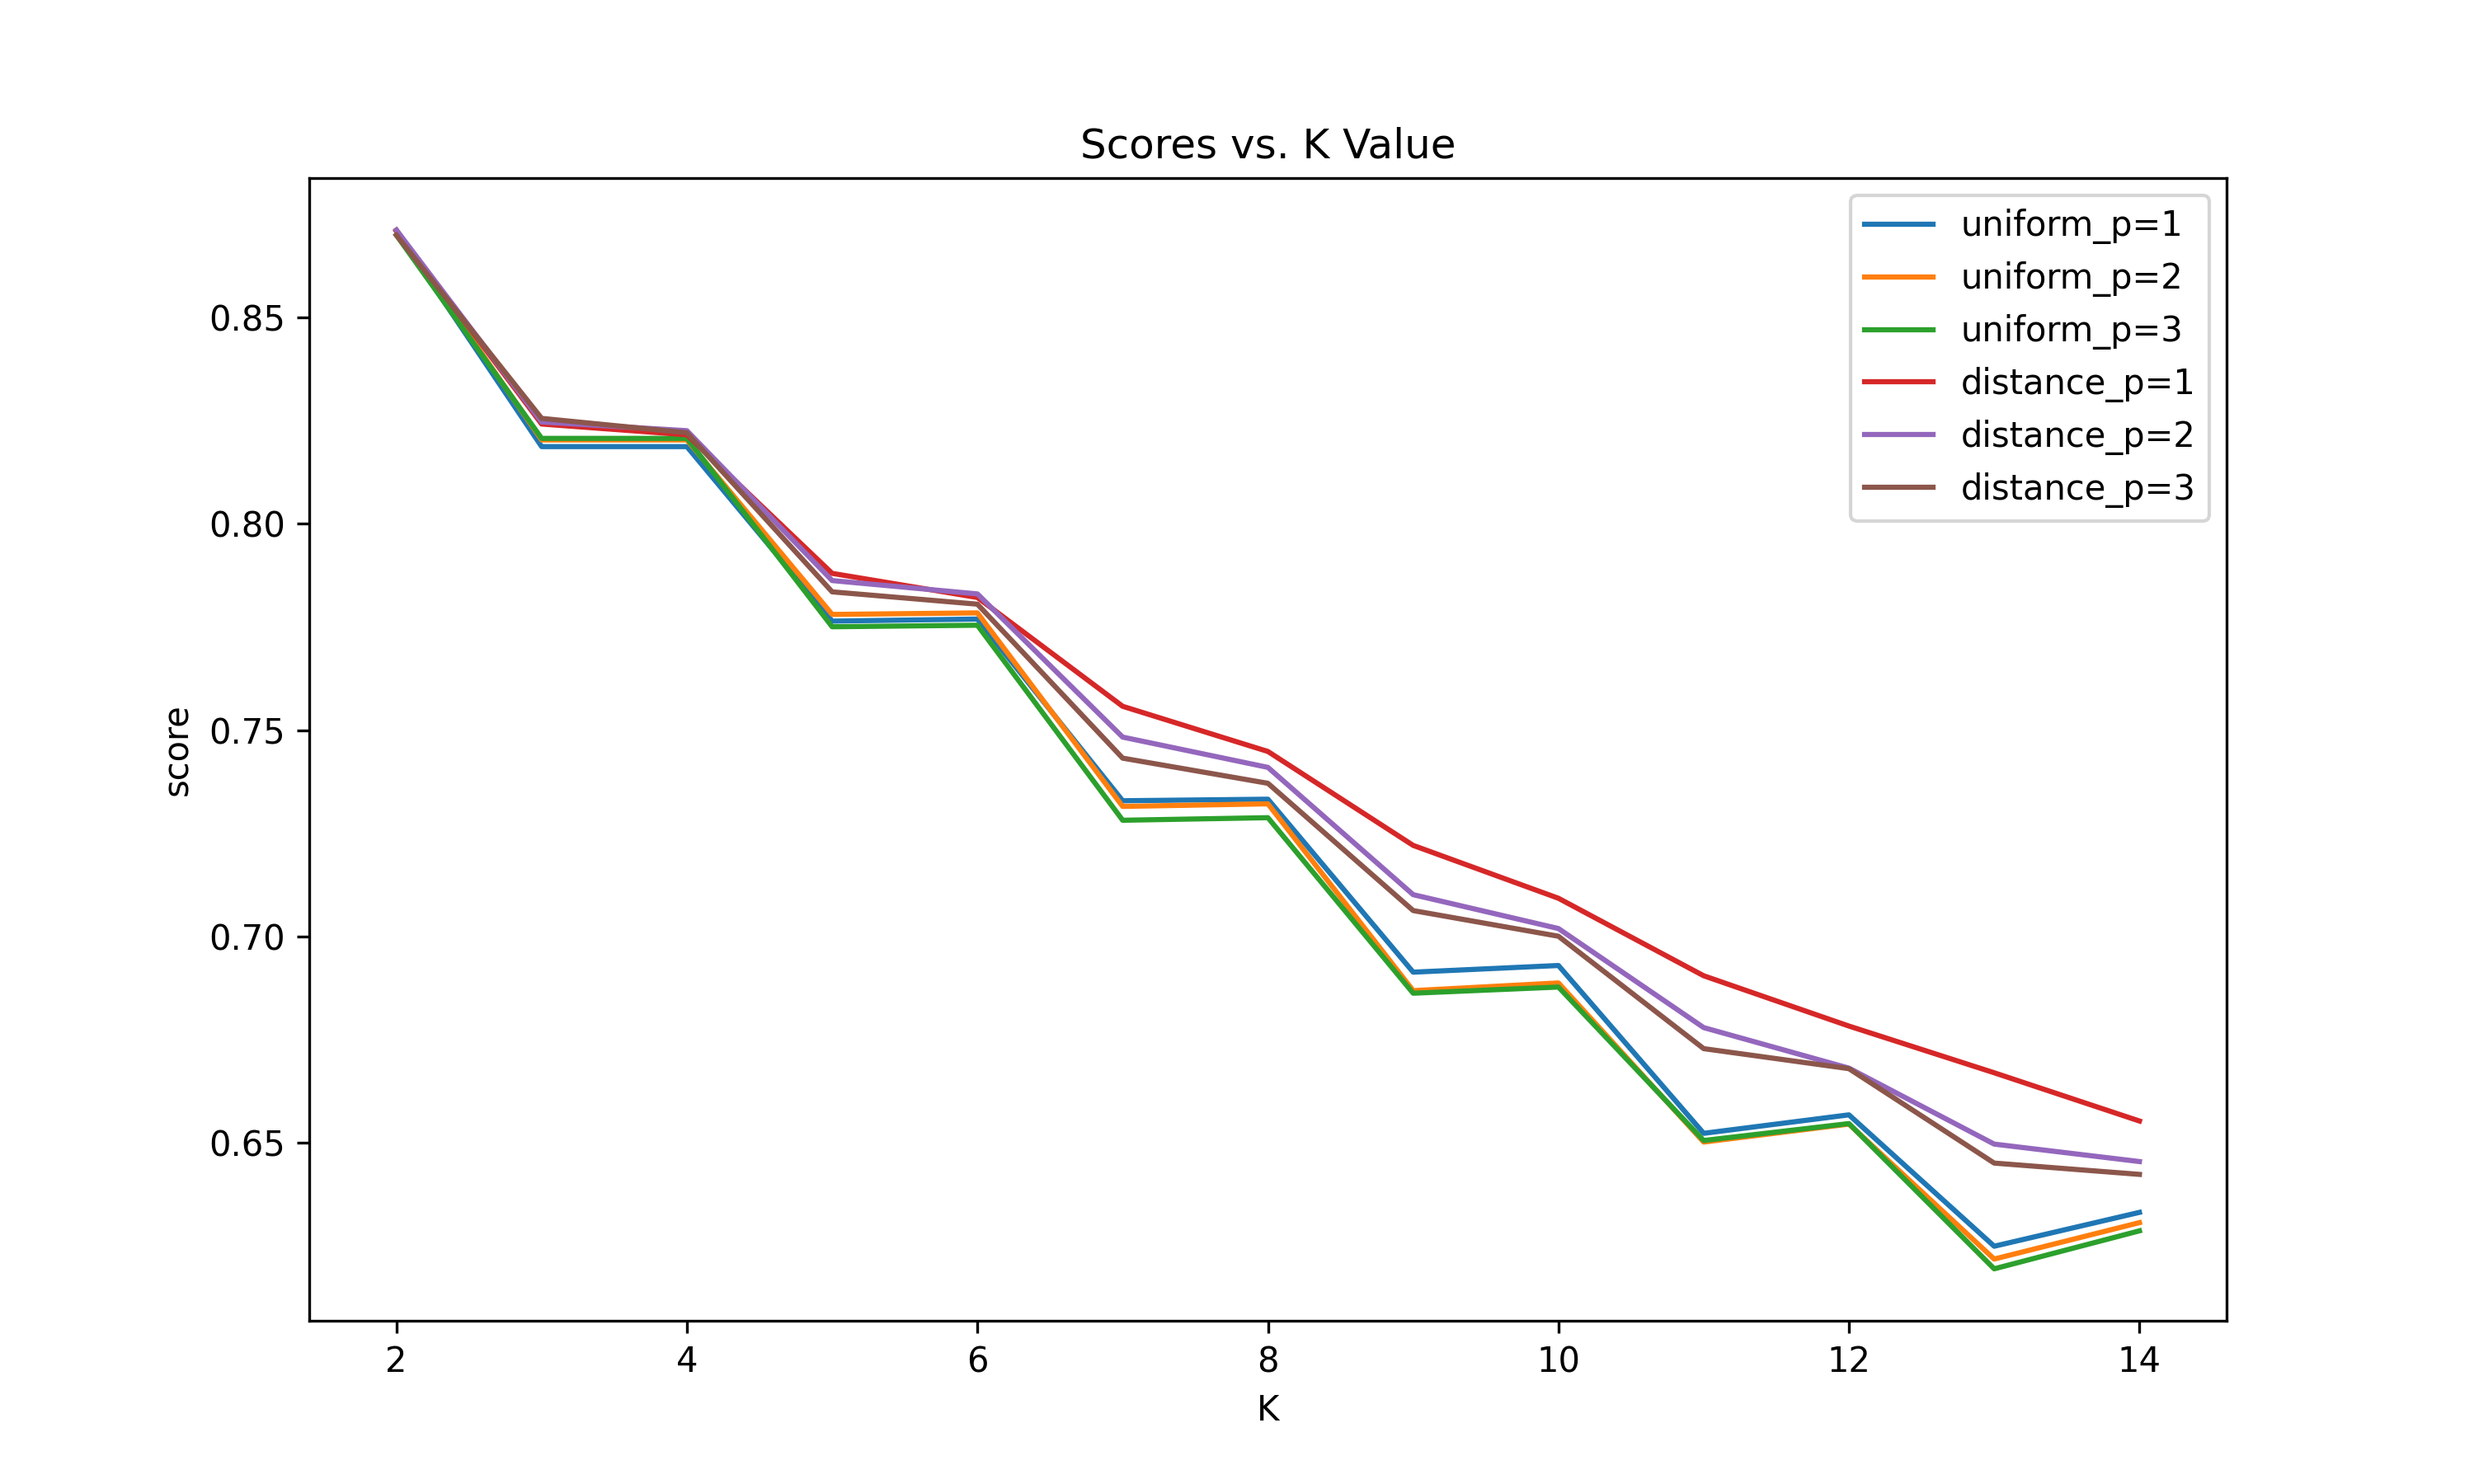 Scores vs. K Value
uniform_p=1
uniform_p=2
uniform_p=3
distance_p=1
distance_p=2
distance_p=3
score
0.85
0.80
0.75
0.70
0.65
2 4 6 8 10 12 14
K